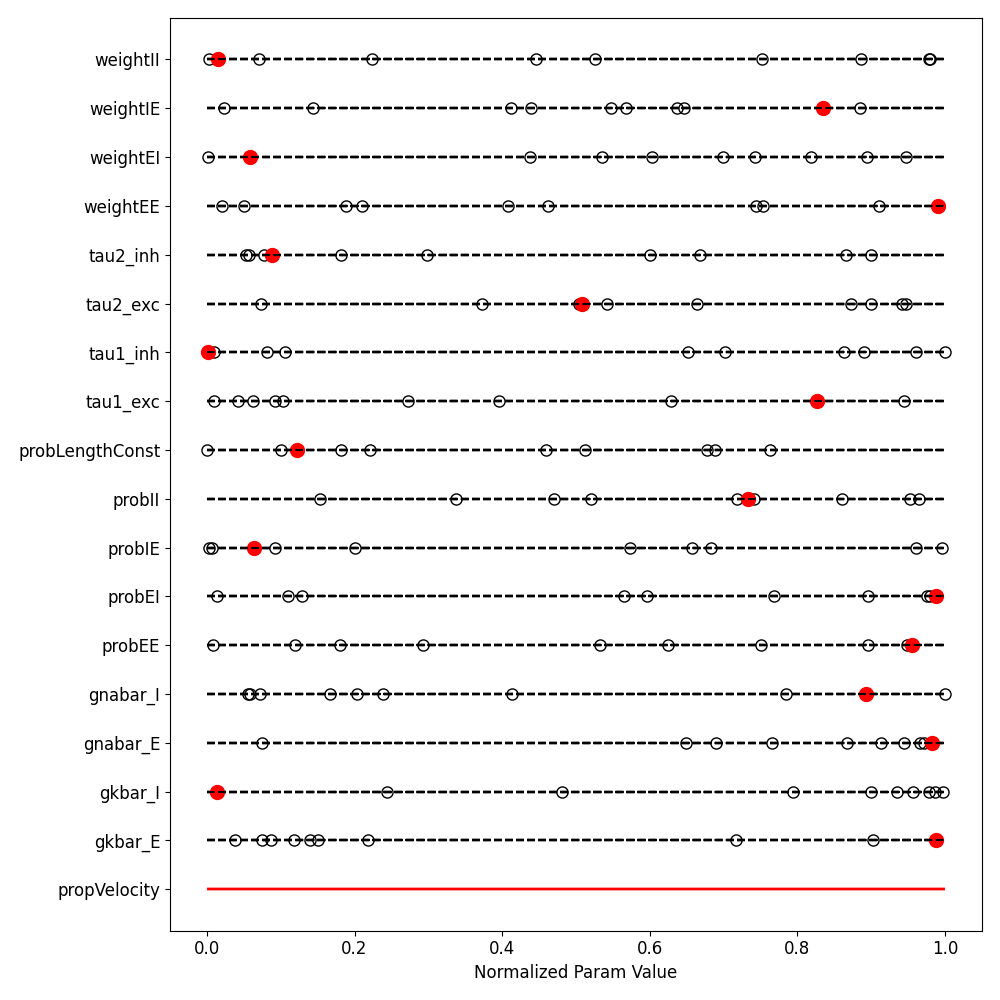 weightII
weightIE
weightEI
weightEE
tau2_inh
tau2_exc
tau1_inh
tau1_exc
probLengthConst
probII
probIE
probEI
probEE
gnabar_I
gnabar_E
gkbar_I
gkbar_E
propVelocity
0.0 0.2 0.4 0.6 0.8 1.0
Normalized Param Value